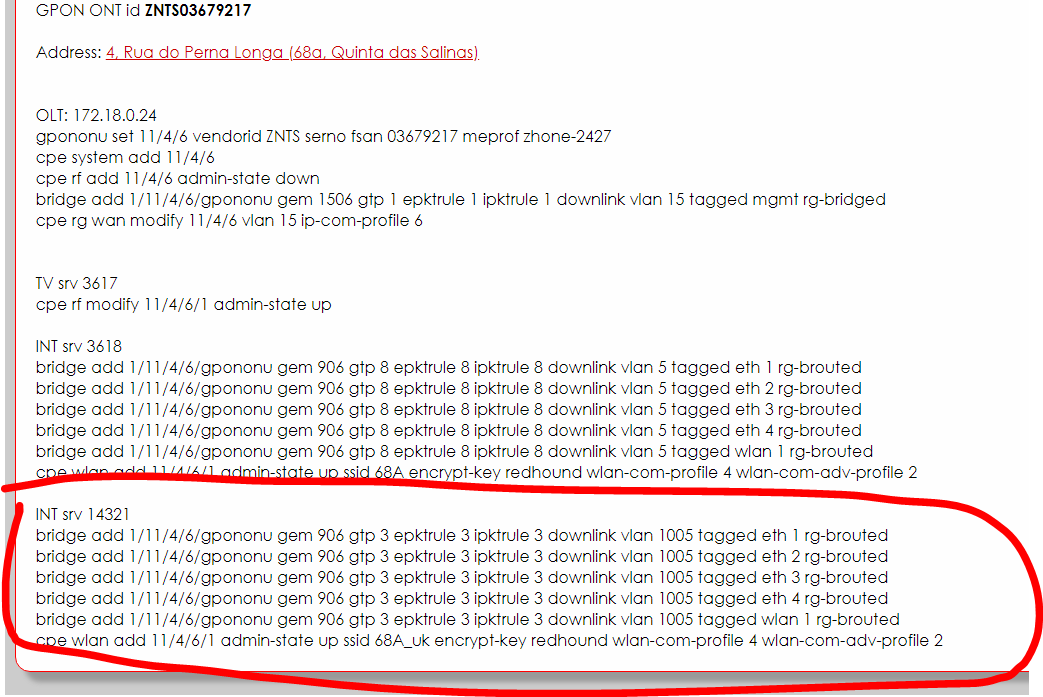 GPON ONT id ZNTS03679217
Address: 4, Rua do Perna Longa (68a, Quinta das Salinas)
OLT: 172.18.0.24
gpononu set 11/4/6 vendorid ZNTS serno fsan 03679217 meprof zhone-2427
cpe system add 11/4/6
cpe rf add 11/4/6 admin-state down
bridge add 1/11/4/6/gpononu gem 1506 gtp 1 epktrule 1 ipktrule 1 downlink vlan 15 tagged mgmt rg-bridged
cpe rg wan modify 11/4/6 vlan 15 ip-com-profile 6
TV srv 3617
cpe rf modify 11/4/6/1 admin-state up
INT srv 3618
bridge add 1/11/4/6/gpononu gem 906 gtp 8 epktrule 8 ipktrule 8 downlink vlan 5 tagged eth 1 rg-brouted
bridge add 1/11/4/6/gpononu gem 906 gtp 8 epktrule 8 ipktrule 8 downlink vlan 5 tagged eth 2 rg-brouted
bridge add 1/11/4/6/gpononu gem 906 gtp 8 epktrule 8 ipktrule 8 downlink vlan 5 tagged eth 3 rg-brouted
bridge add 1/11/4/6/gpononu gem 906 gtp 8 epktrule 8 ipktrule 8 downlink vlan 5 tagged eth 4 rg-brouted
bridge add 1/11/4/6/gpononu gem 906 gtp 8 epktrule 8 ipktrule 8 downlink vlan 5 tagged wlan 1 rg-brouted
cpe wlan add 11/4/6/1 admin-state up ssid 68A encrypt-key redhound wlan-com-profile 4 wlan-com-adv-profile 2
INT srv 14321
bridge add 1/11/4/6/gpononu gem 906 gtp 3 epktrule 3 ipktrule 3 downlink vlan 1005 tagged eth 1 rg-brouted
bridge add 1/11/4/6/gpononu gem 906 gtp 3 epktrule 3 ipktrule 3 downlink vlan 1005 tagged eth 2 rg-brouted
bridge add 1/11/4/6/gpononu gem 906 gtp 3 epktrule 3 ipktrule 3 downlink vlan 1005 tagged eth 3 rg-brouted
bridge add 1/11/4/6/gpononu gem 906 gtp 3 epktrule 3 ipktrule 3 downlink vlan 1005 tagged eth 4 rg-brouted
bridge add 1/11/4/6/gpononu gem 906 gtp 3 epktrule 3 ipktrule 3 downlink vlan 1005 tagged wlan 1 rg-brouted
cpe wlan add 11/4/6/1 admin-state up ssid 68A_uk encrypt-key redhound wlan-com-profile 4 wlan-com-adv-profile 2